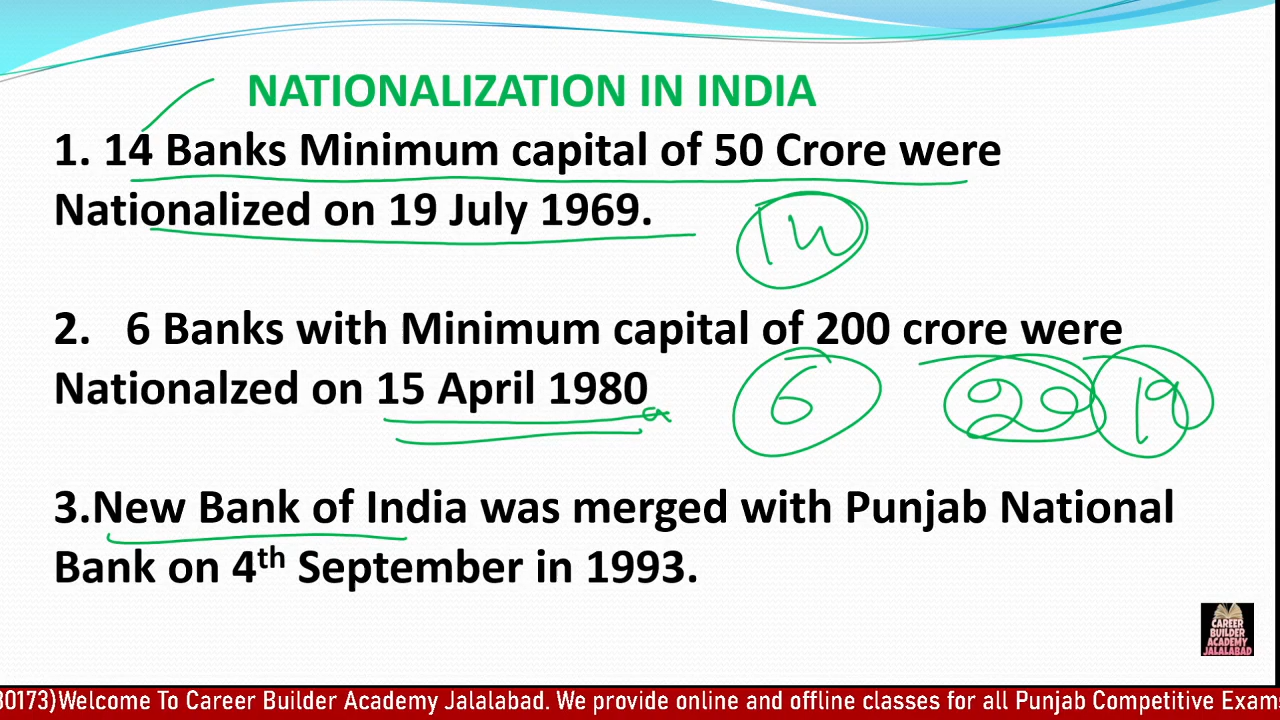 NATIONALIZATION IN INDIA
1. 14 Banks Minimum capital of 50 Crore were
Nationalized on 19 July 1969.
14
2. 6 Banks with Minimum capital of 200 crore were
Nationalzed on 15 April 1980
6 20 19
3.New Bank of India was merged with Punjab National
Bank on 4th September in 1993.
CAREER
BUILDER
ACADEMY
JALALABAD
30173)Welcome To Career Builder Academy Jalalabad. We provide online and offline classes for all Punjab Competitive Exam